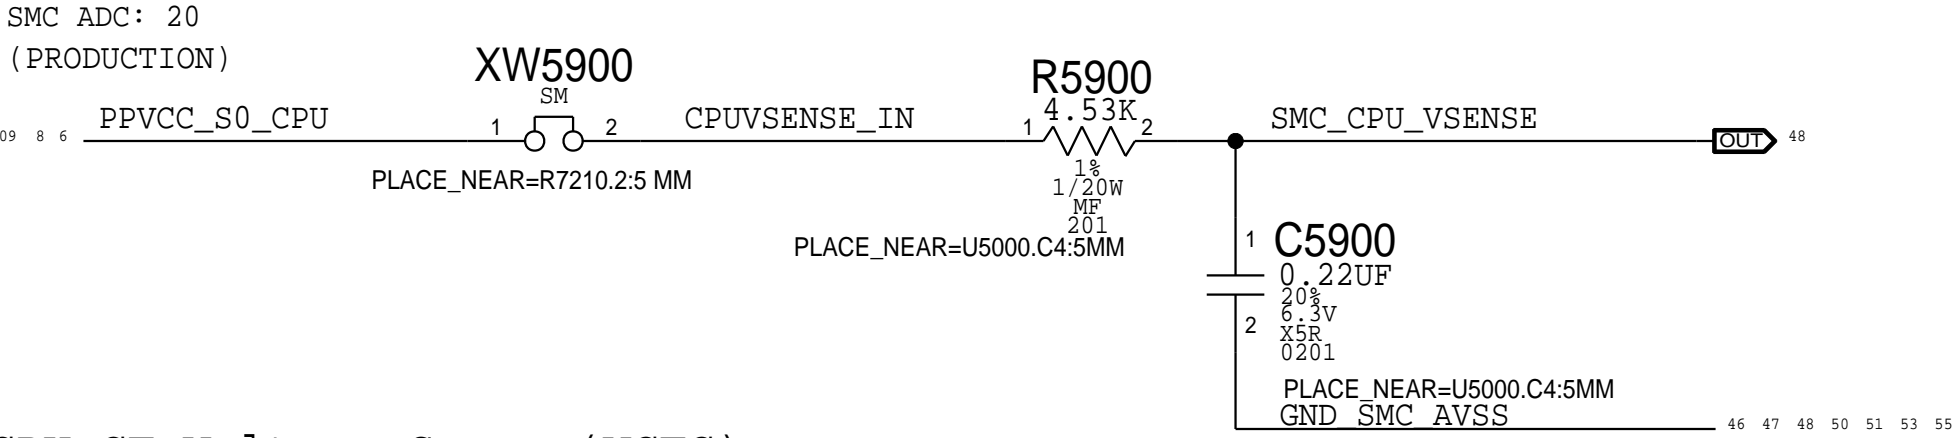 SMC ADC: 20
(PRODUCTION)
XW5900
SM
R5900
4.53K
PPVCC_S0_CPU
1
2
CPUVSENSE_IN
1
2
SMC_CPU_VSENSE
09 8 6
OUT
48
PLACE_NEAR=R7210.2:5 MM
1%
1/20W
MF
201
PLACE_NEAR=U5000.C4:5MM
1
C5900
0.22UF
20%
6.3V
2
X5R
0201
PLACE_NEAR=U5000.C4:5MM
GND_SMC_AVSS
46 47 48 50 51 53 55